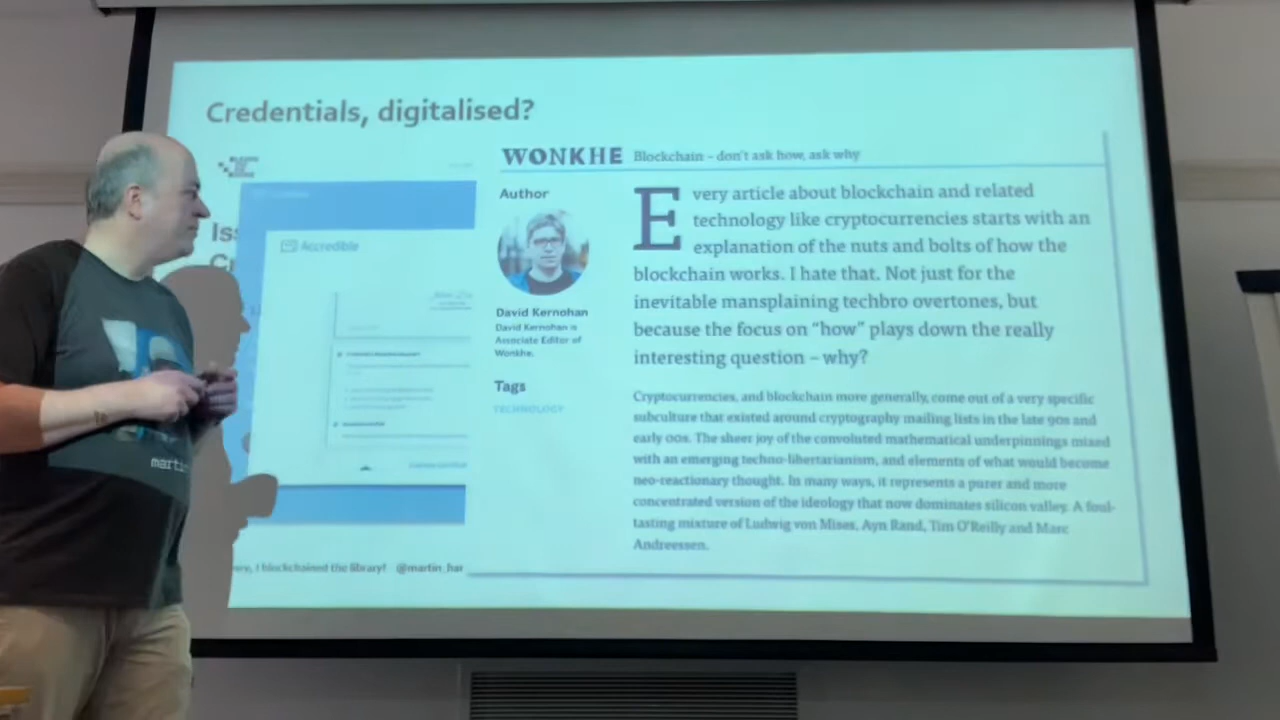 Credentials, digitalised?
WONKHE Blockchain – don't ask how, ask why
Author
David Kernohan
David Kernohan is
Associate Editor of
Wonkhe.
Tags
TECHNOLOGY
Every article about blockchain and related
technology like cryptocurrencies starts with an
explanation of the nuts and bolts of how the
blockchain works. I hate that. Not just for the
inevitable mansplaining techbro overtones, but
because the focus on “how” plays down the really
interesting question – why?
Cryptocurrencies, and blockchain more generally, come out of a very specific
subculture that existed around cryptography mailing lists in the late 90s and
early 00s. The sheer joy of the convoluted mathematical underpinnings mixed
with an emerging techno-libertarianism, and elements of what would become
neo-reactionary thought. In many ways, it represents a purer and more
concentrated version of the ideology that now dominates silicon valley. A foul-
tasting mixture of Ludwig von Mises, Ayn Rand, Tim O'Reilly and Marc
Andreessen.
Iss
Accredible
I blockchained the library! @martin_har
martin